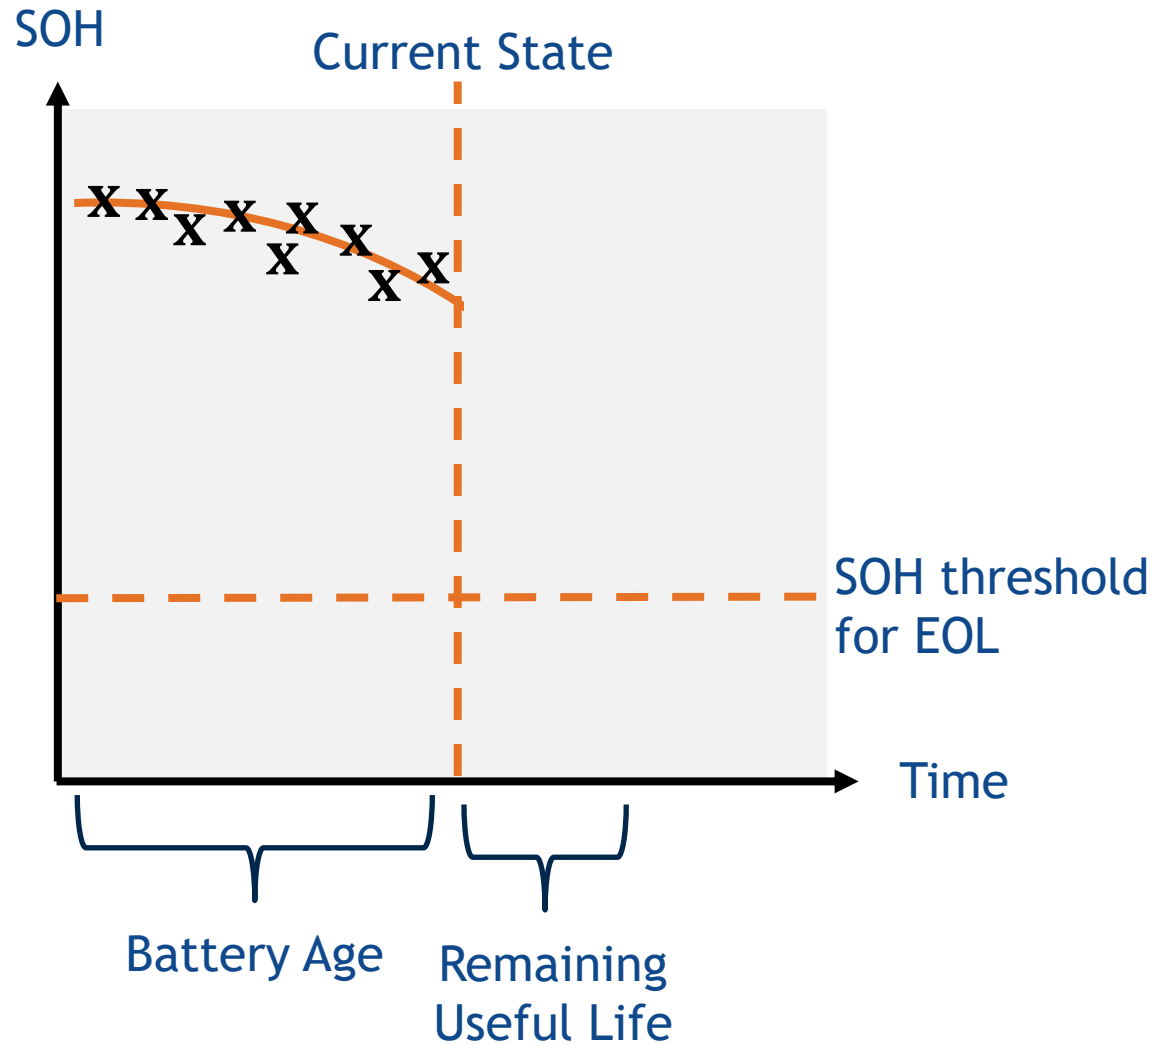 SOH
Current State
X X X X X X X X X
SOH threshold
for EOL
Time
Battery Age
Remaining
Useful Life